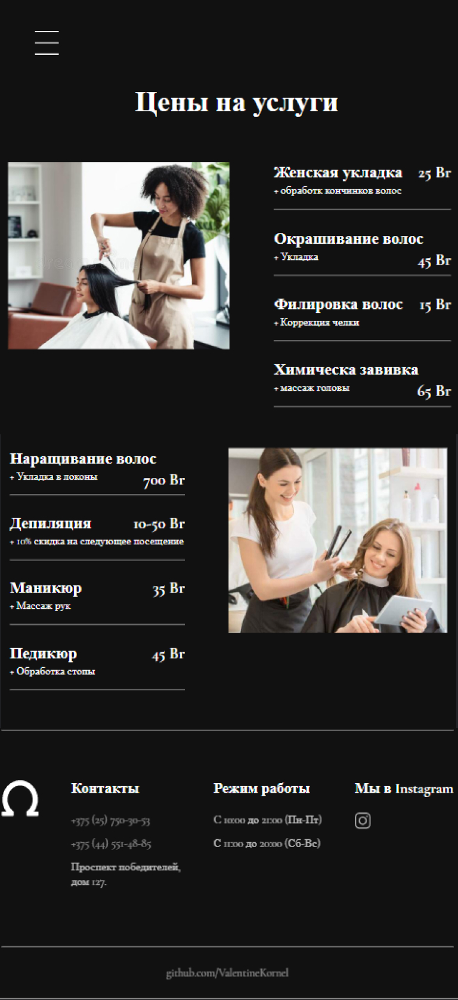 Цены на услуги
Женская укладка 25 Br
+ обработк кончинков волос
Окрашивание волос
+ Укладка 45 Br
Филировка волос 15 Br
+ Коррекция челки
Химическа завивка
+ массаж головы 65 Br
Наращивание волос
+ Укладка в локоны 700 Br
Депиляция 10-50 Br
+ 10% скидка на следующее посещение
Маникюр 35 Br
+ Массаж рук
Педикюр 45 Br
+ Обработка стопы
Ω
Контакты
+375 (25) 750-30-53
+375 (44) 551-48-85
Проспект победителей,
дом 127.
Режим работы
С 10:00 до 21:00 (Пн-Пт)
С 11:00 до 20:00 (Сб-Вс)
Мы в Instagram
github.com/ValentineKornel